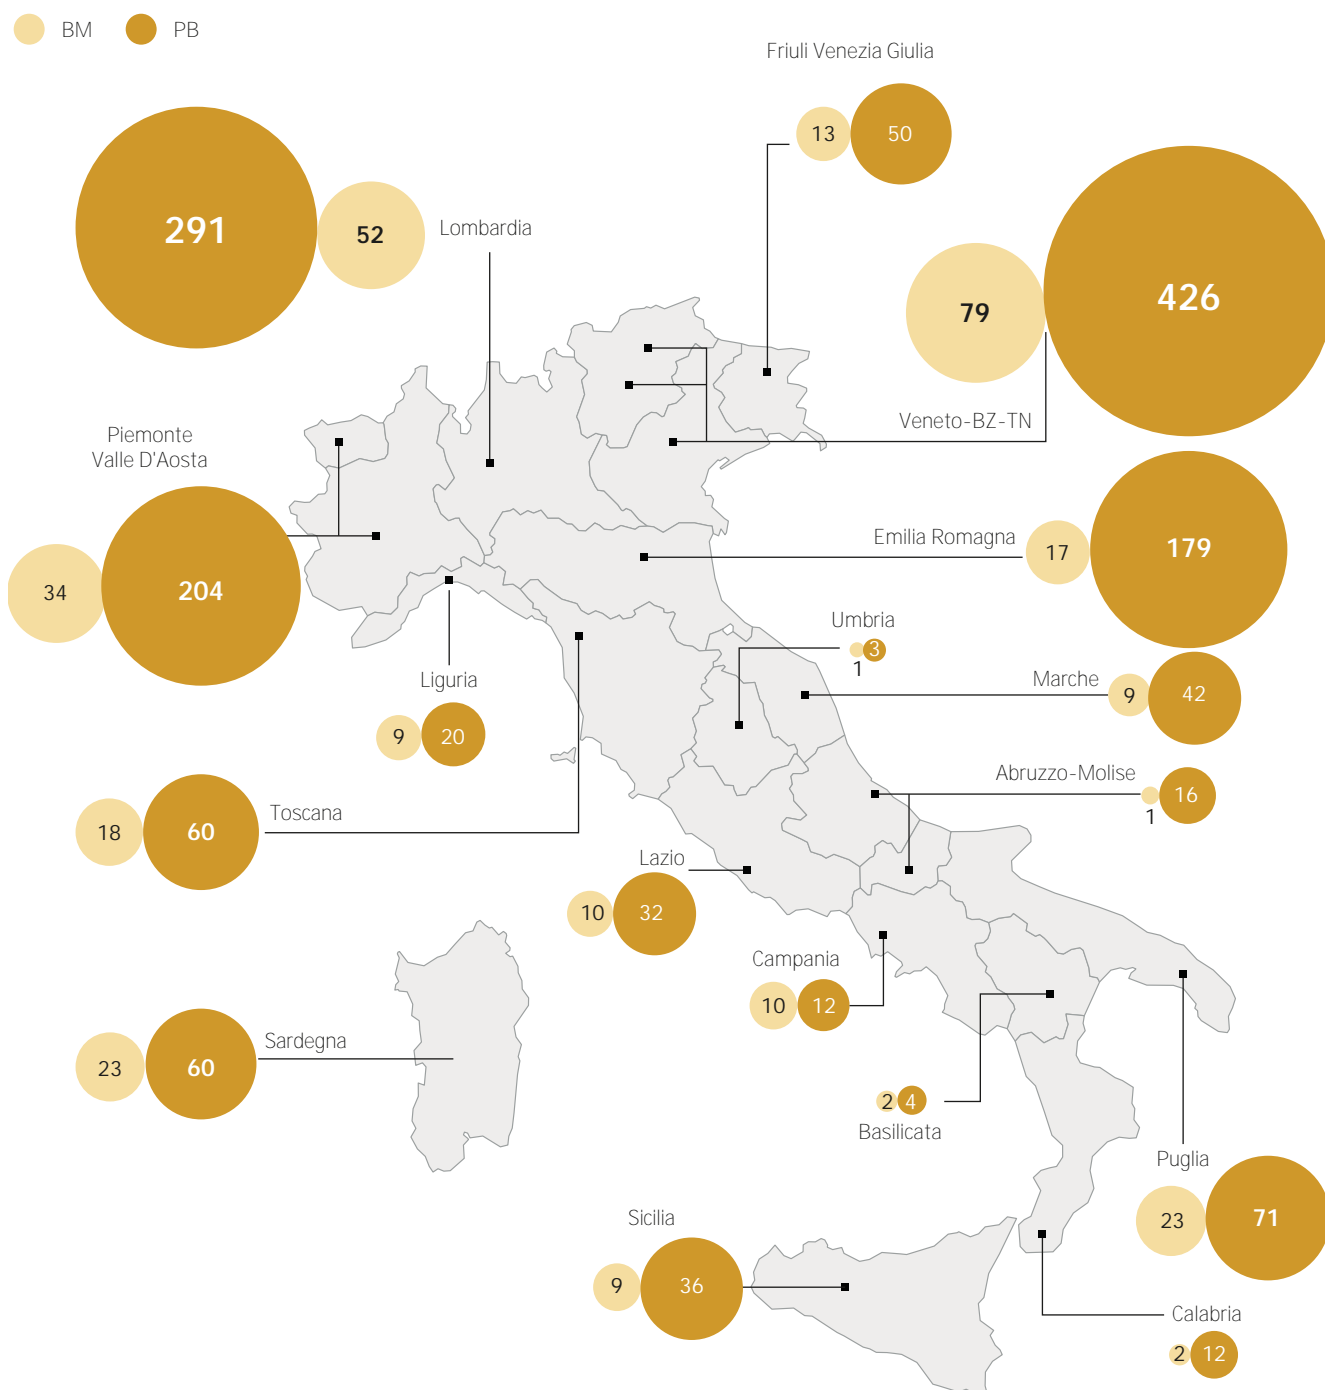 BM PB
Friuli Venezia Giulia
13 50
291 52
Lombardia
79 426
Veneto-BZ-TN
Piemonte
Valle D'Aosta
34 204
Emilia Romagna
17 179
Umbria
3
1
Marche
9 42
Liguria
9 20
Abruzzo-Molise
16
1
Toscana
18 60
Lazio
10 32
Campania
10 12
Sardegna
23 60
2 4
Basilicata
Puglia
23 71
Sicilia
9 36
Calabria
2 12